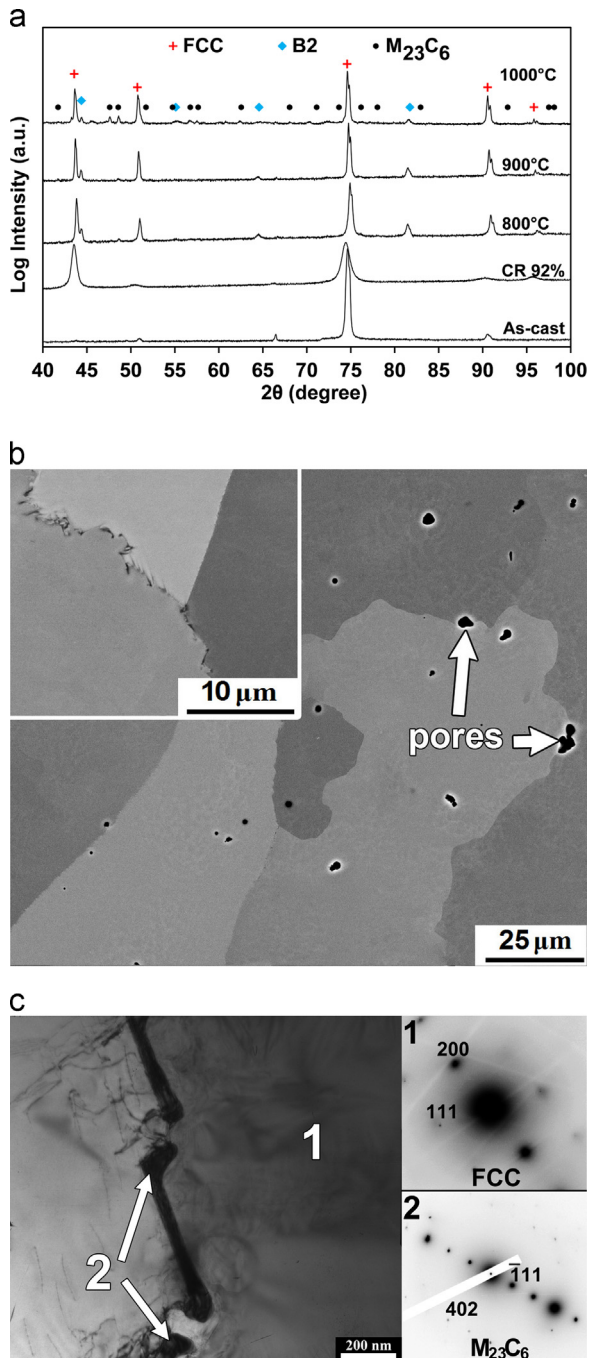 a
+ FCC ◆ B2 ● M₂₃C₆
1000°C
900°C
800°C
CR 92%
As-cast
Log Intensity (a.u.)
40 45 50 55 60 65 70 75 80 85 90 95 100
2θ (degree)
b
10 μm
pores
25 μm
c
1
2
200 nm
1
200
111
FCC
2
1̅11
402
M₂₃C₆